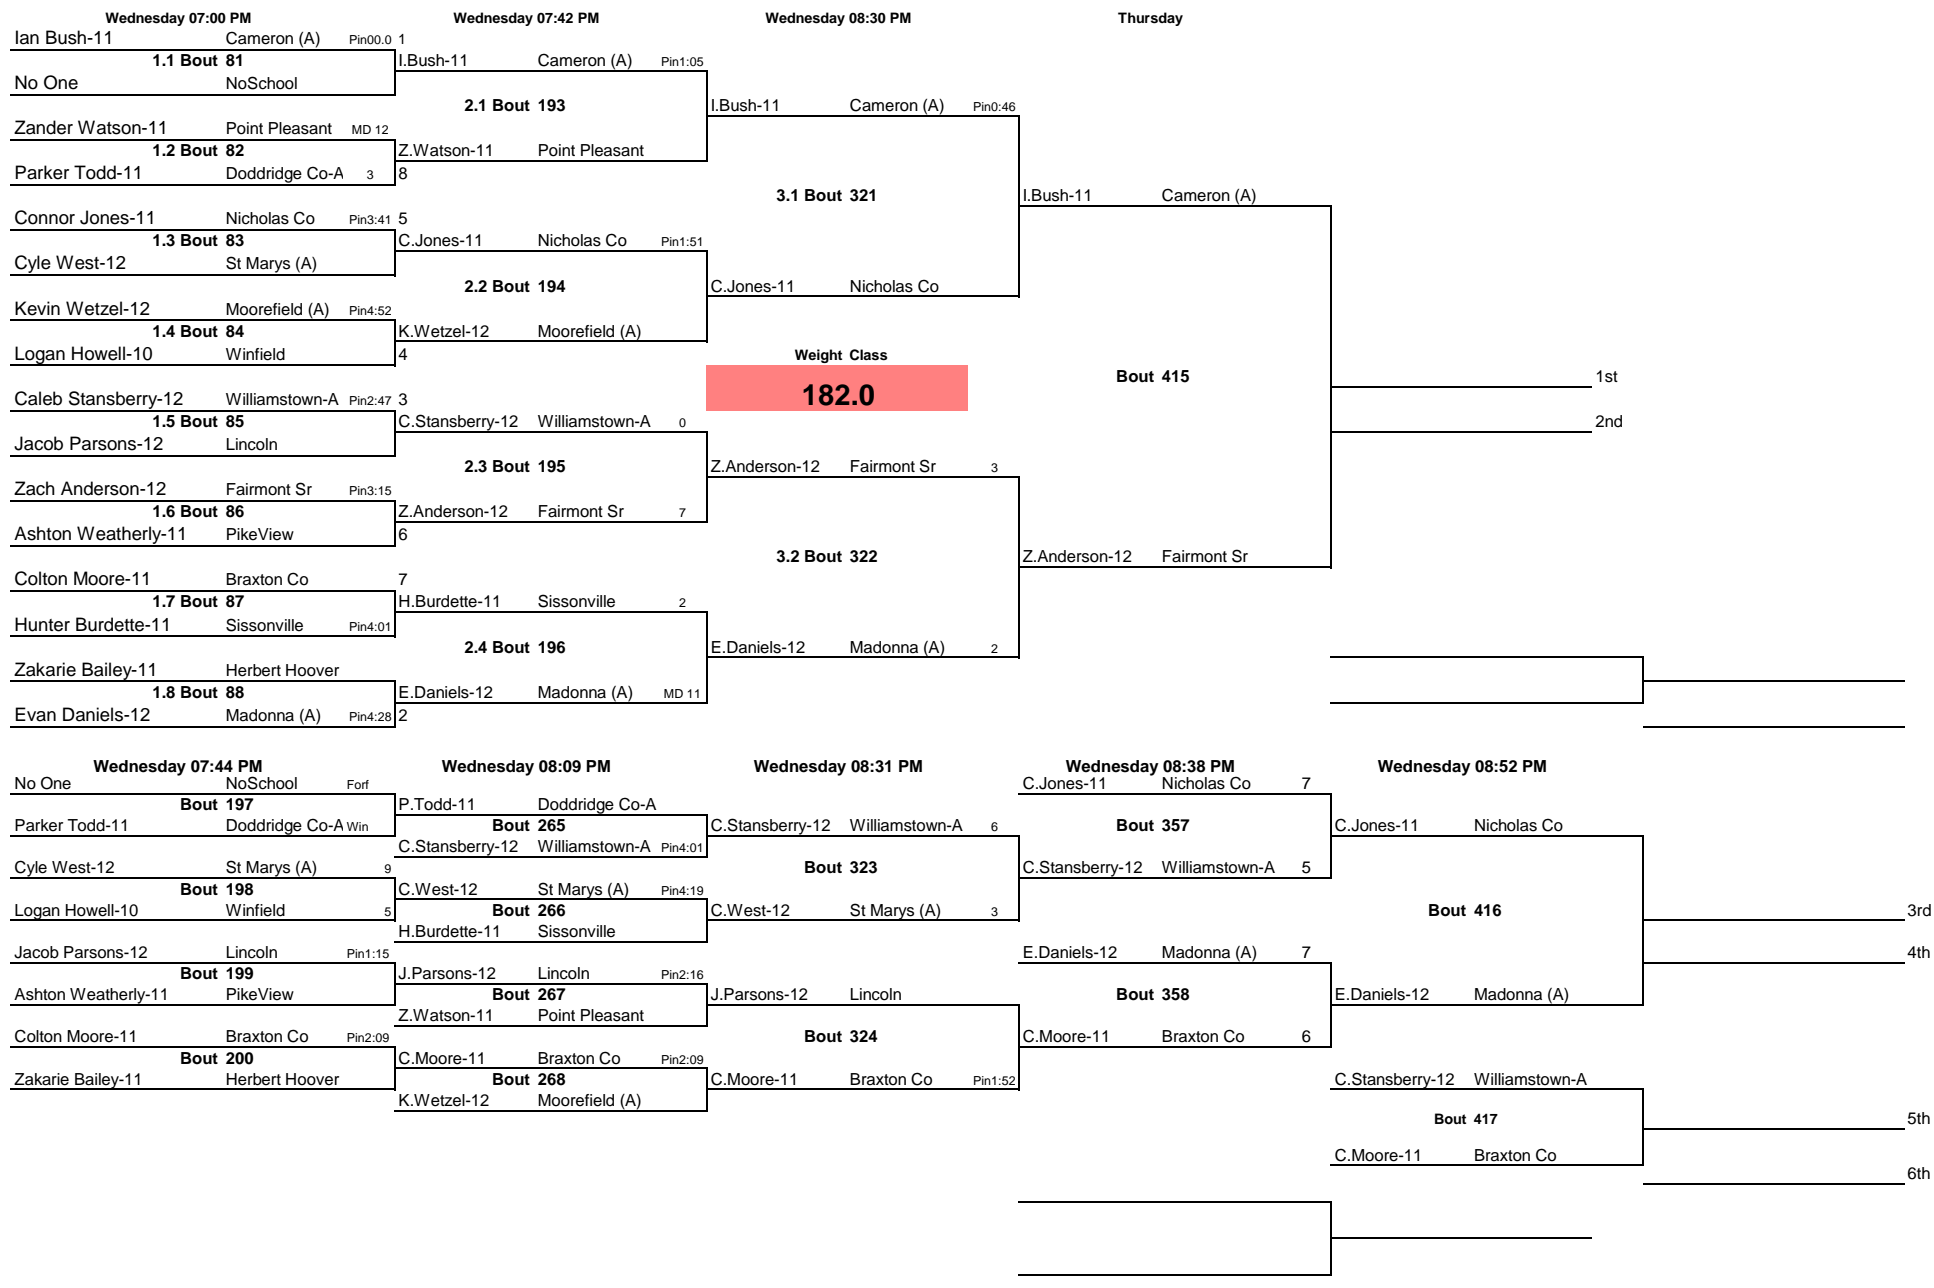 Wednesday 07:00 PM Wednesday 07:42 PM Wednesday 08:30 PM Thursday
Ian Bush-11 Cameron (A) Pin00.0 1
1.1 Bout 81 I.Bush-11 Cameron (A) Pin1:05
No One NoSchool
2.1 Bout 193 I.Bush-11 Cameron (A) Pin0:46
Zander Watson-11 Point Pleasant MD 12
1.2 Bout 82 Z.Watson-11 Point Pleasant
Parker Todd-11 Doddridge Co-A 3 8
3.1 Bout 321 I.Bush-11 Cameron (A)
Connor Jones-11 Nicholas Co Pin3:41 5
1.3 Bout 83 C.Jones-11 Nicholas Co Pin1:51
Cyle West-12 St Marys (A)
2.2 Bout 194 C.Jones-11 Nicholas Co
Kevin Wetzel-12 Moorefield (A) Pin4:52
1.4 Bout 84 K.Wetzel-12 Moorefield (A)
Logan Howell-10 Winfield 4 Weight Class
Bout 415 1st
Caleb Stansberry-12 Williamstown-A Pin2:47 3 182.0
1.5 Bout 85 C.Stansberry-12 Williamstown-A 0 2nd
Jacob Parsons-12 Lincoln
2.3 Bout 195 Z.Anderson-12 Fairmont Sr 3
Zach Anderson-12 Fairmont Sr Pin3:15
1.6 Bout 86 Z.Anderson-12 Fairmont Sr 7
Ashton Weatherly-11 PikeView 6
3.2 Bout 322 Z.Anderson-12 Fairmont Sr
Colton Moore-11 Braxton Co 7
1.7 Bout 87 H.Burdette-11 Sissonville 2
Hunter Burdette-11 Sissonville Pin4:01
2.4 Bout 196 E.Daniels-12 Madonna (A) 2
Zakarie Bailey-11 Herbert Hoover
1.8 Bout 88 E.Daniels-12 Madonna (A) MD 11
Evan Daniels-12 Madonna (A) Pin4:28 2
Wednesday 07:44 PM Wednesday 08:09 PM Wednesday 08:31 PM Wednesday 08:38 PM Wednesday 08:52 PM
No One NoSchool Forf C.Jones-11 Nicholas Co 7
Bout 197 P.Todd-11 Doddridge Co-A
Parker Todd-11 Doddridge Co-A Win Bout 265 C.Stansberry-12 Williamstown-A 6 Bout 357 C.Jones-11 Nicholas Co
C.Stansberry-12 Williamstown-A Pin4:01
Cyle West-12 St Marys (A) 9 Bout 323 C.Stansberry-12 Williamstown-A 5
Bout 198 C.West-12 St Marys (A) Pin4:19
Logan Howell-10 Winfield 5 Bout 266 C.West-12 St Marys (A) 3 Bout 416 3rd
H.Burdette-11 Sissonville
Jacob Parsons-12 Lincoln Pin1:15 E.Daniels-12 Madonna (A) 7 4th
Bout 199 J.Parsons-12 Lincoln Pin2:16
Ashton Weatherly-11 PikeView Bout 267 J.Parsons-12 Lincoln Bout 358 E.Daniels-12 Madonna (A)
Z.Watson-11 Point Pleasant
Colton Moore-11 Braxton Co Pin2:09 Bout 324 C.Moore-11 Braxton Co 6
Bout 200 C.Moore-11 Braxton Co Pin2:09
Zakarie Bailey-11 Herbert Hoover Bout 268 C.Moore-11 Braxton Co Pin1:52 C.Stansberry-12 Williamstown-A
K.Wetzel-12 Moorefield (A)
Bout 417 5th
C.Moore-11 Braxton Co
6th